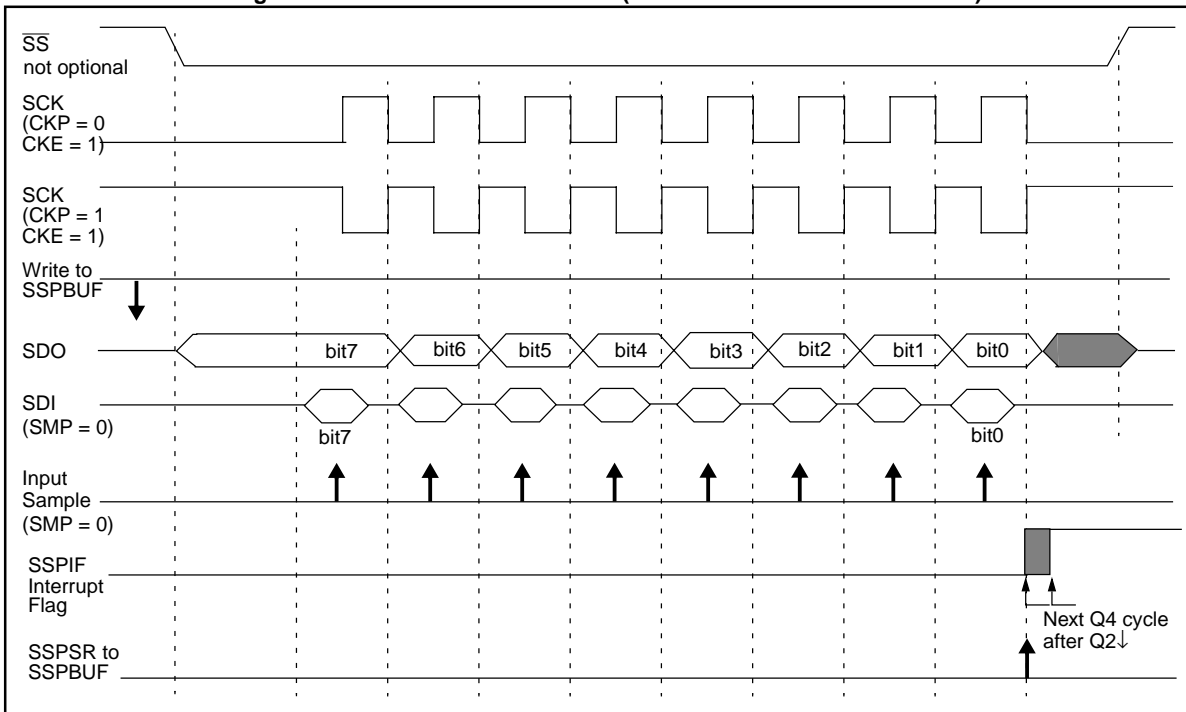 SS
not optional
SCK
(CKP = 0
CKE = 1)
SCK
(CKP = 1
CKE = 1)
Write to
SSPBUF
SDO
bit7 bit6 bit5 bit4 bit3 bit2 bit1 bit0
SDI
(SMP = 0)
bit7 bit0
Input
Sample
(SMP = 0)
SSPIF
Interrupt
Flag
Next Q4 cycle
after Q2↓
SSPSR to
SSPBUF